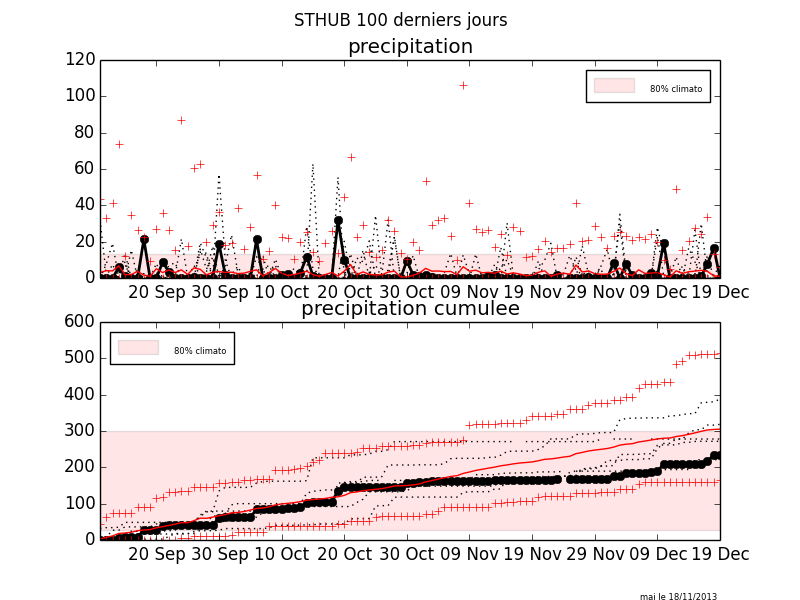 STHUB 100 derniers jours
precipitation
120
100
80
60
40
20
0
80% climato
20 Sep 30 Sep 10 Oct 20 Oct 30 Oct 09 Nov 19 Nov 29 Nov 09 Dec 19 Dec
precipitation cumulee
600
500
400
300
200
100
0
80% climato
20 Sep 30 Sep 10 Oct 20 Oct 30 Oct 09 Nov 19 Nov 29 Nov 09 Dec 19 Dec
mai le 18/11/2013